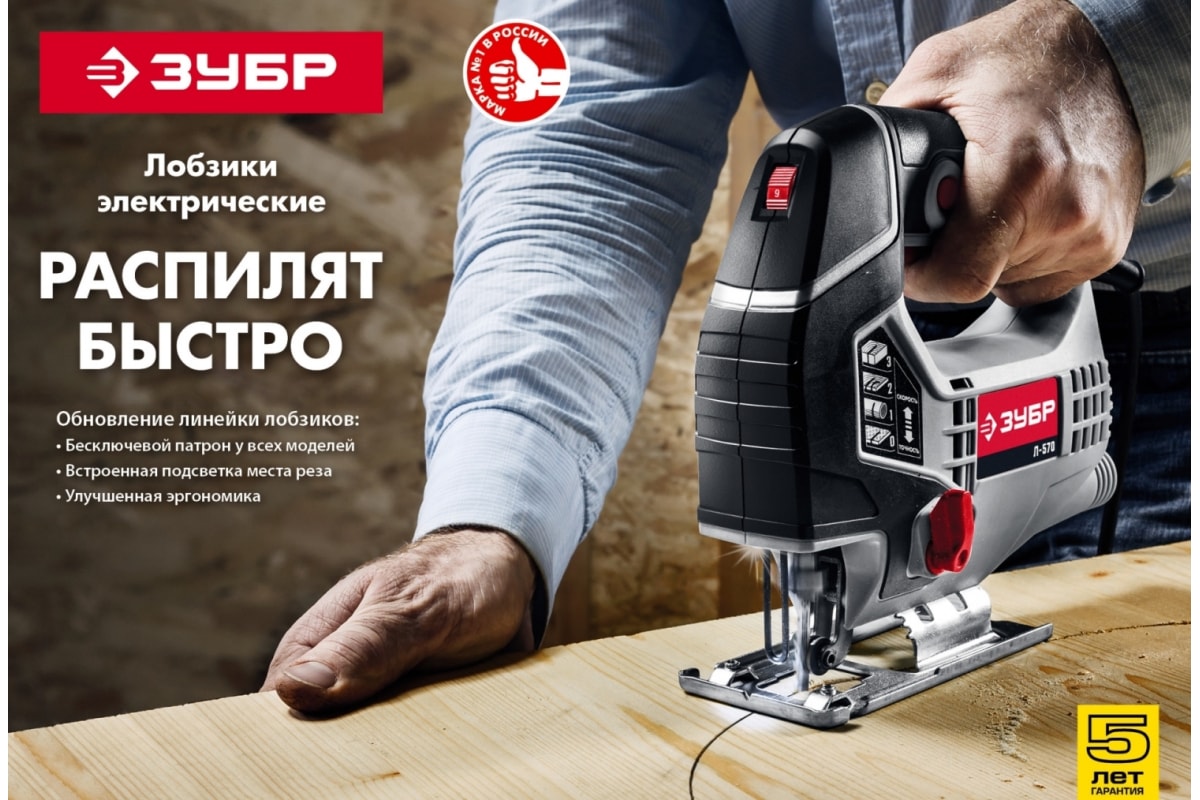 ЗУБР
МАРКА №1 В РОССИИ
Лобзики
электрические
РАСПИЛЯТ
БЫСТРО
Обновление линейки лобзиков:
• Бесключевой патрон у всех моделей
• Встроенная подсветка места реза
• Улучшенная эргономика
6
3
2
1
0
СКОРОСТЬ
ТОЧНОСТЬ
ЗУБР
Л-570
5
ЛЕТ
ГАРАНТИЯ